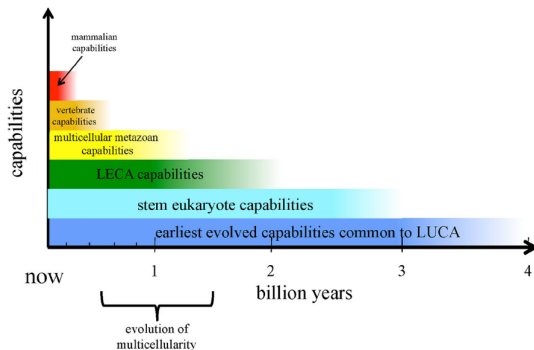 mammalian
capabilities
capabilities
vertebrate
capabilities
multicellular metazoan
capabilities
LECA capabilities
stem eukaryote capabilities
earliest evolved capabilities common to LUCA
now
1
2
3
4
billion years
evolution of
multicellularity